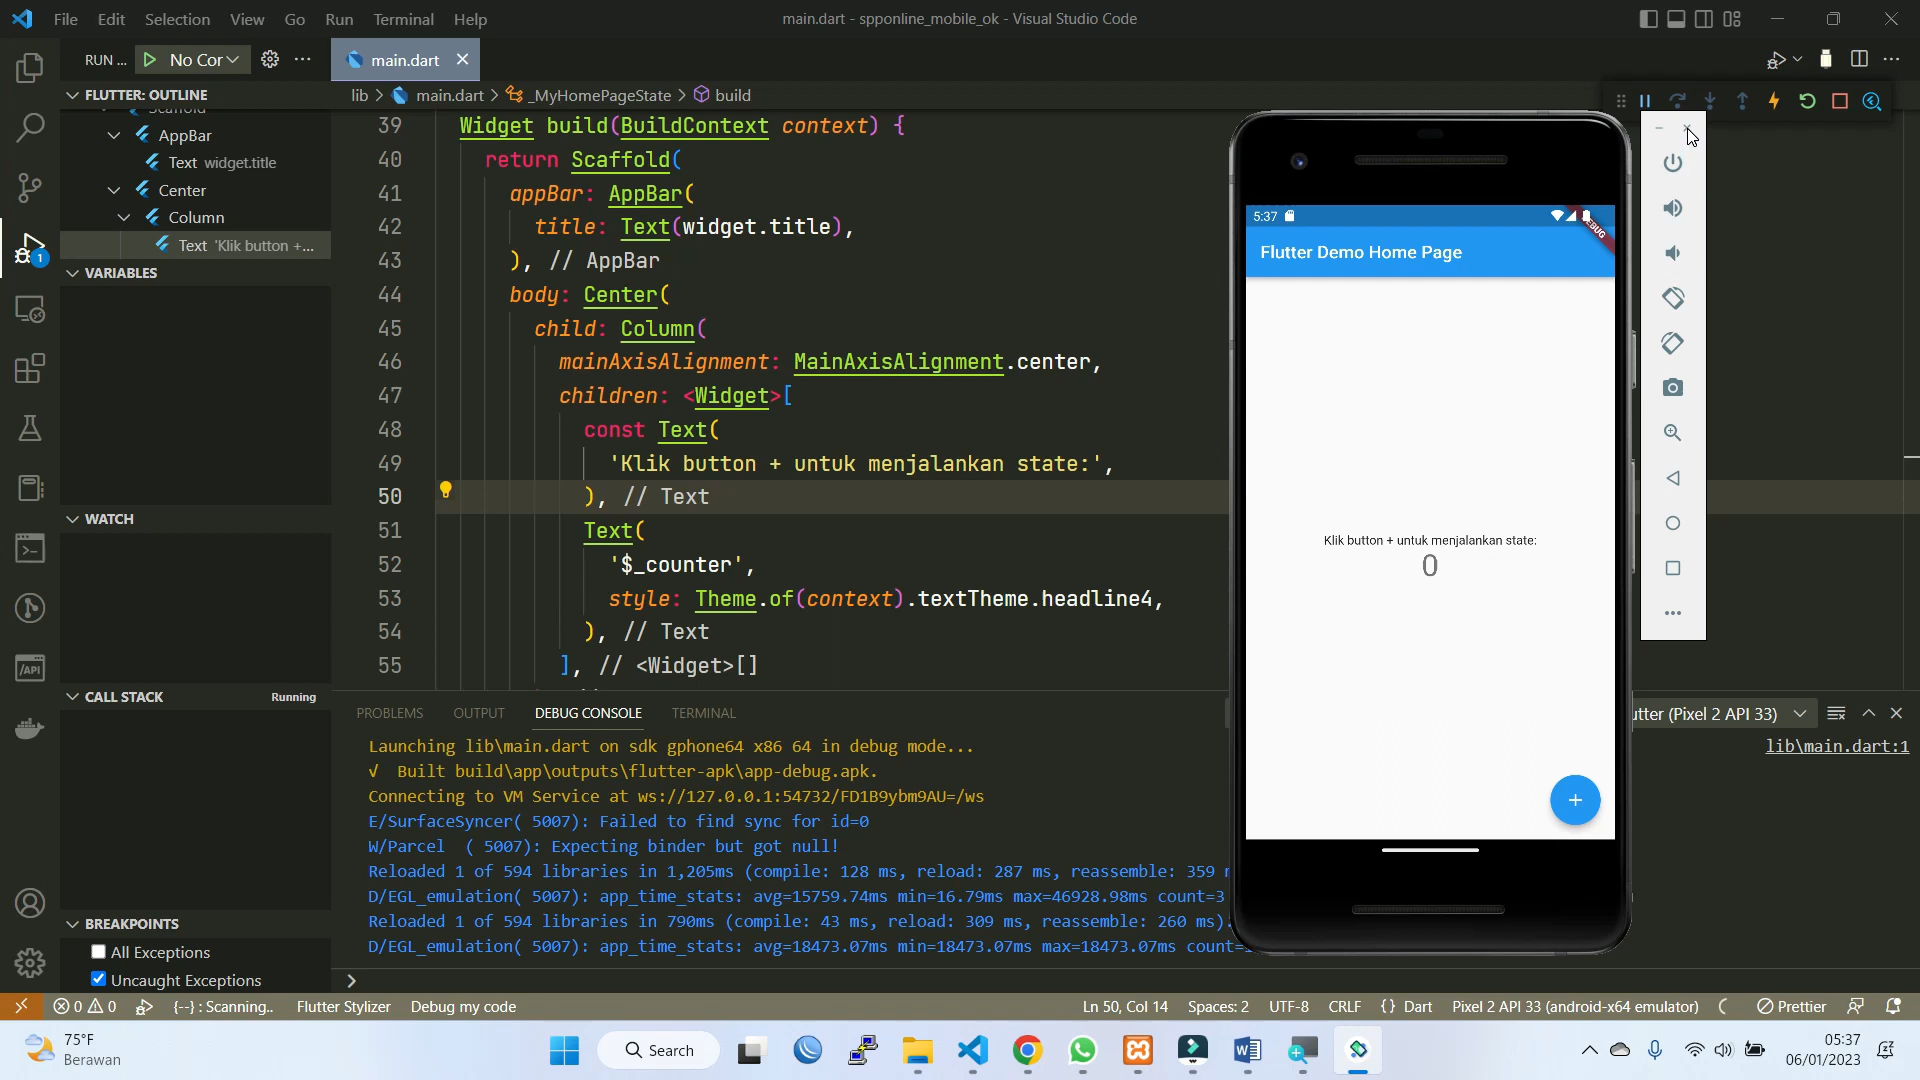 File Edit Selection View Go Run Terminal Help
main.dart - spponline_mobile_ok - Visual Studio Code
RUN ... No Cor
main.dart
FLUTTER: OUTLINE
Scaffold
AppBar
Text widget.title
Center
Column
Text 'Klik button +...
VARIABLES
WATCH
CALL STACK Running
BREAKPOINTS
All Exceptions
Uncaught Exceptions
1
/API
lib > main.dart > _MyHomePageState > build
39 Widget build(BuildContext context) {
40 return Scaffold(
41 appBar: AppBar(
42 title: Text(widget.title),
43 ), // AppBar
44 body: Center(
45 child: Column(
46 mainAxisAlignment: MainAxisAlignment.center,
47 children: <Widget>[
48 const Text(
49 'Klik button + untuk menjalankan state:',
50 ), // Text
51 Text(
52 '$_counter',
53 style: Theme.of(context).textTheme.headline4,
54 ), // Text
55 ], // <Widget>[]
PROBLEMS OUTPUT DEBUG CONSOLE TERMINAL
utter (Pixel 2 API 33)
Launching lib\main.dart on sdk gphone64 x86 64 in debug mode...
lib\main.dart:1
√ Built build\app\outputs\flutter-apk\app-debug.apk.
Connecting to VM Service at ws://127.0.0.1:54732/FD1B9ybm9AU=/ws
E/SurfaceSyncer( 5007): Failed to find sync for id=0
W/Parcel ( 5007): Expecting binder but got null!
Reloaded 1 of 594 libraries in 1,205ms (compile: 128 ms, reload: 287 ms, reassemble: 359 
D/EGL_emulation( 5007): app_time_stats: avg=15759.74ms min=16.79ms max=46928.98ms count=3
Reloaded 1 of 594 libraries in 790ms (compile: 43 ms, reload: 309 ms, reassemble: 260 ms).
D/EGL_emulation( 5007): app_time_stats: avg=18473.07ms min=18473.07ms max=18473.07ms count=
>
5:37
DEBUG
Flutter Demo Home Page
Klik button + untuk menjalankan state:
0
+
0 0 {--} : Scanning.. Flutter Stylizer Debug my code
Ln 50, Col 14 Spaces: 2 UTF-8 CRLF {} Dart Pixel 2 API 33 (android-x64 emulator) Prettier
75°F
Berawan
Search
05:37
06/01/2023